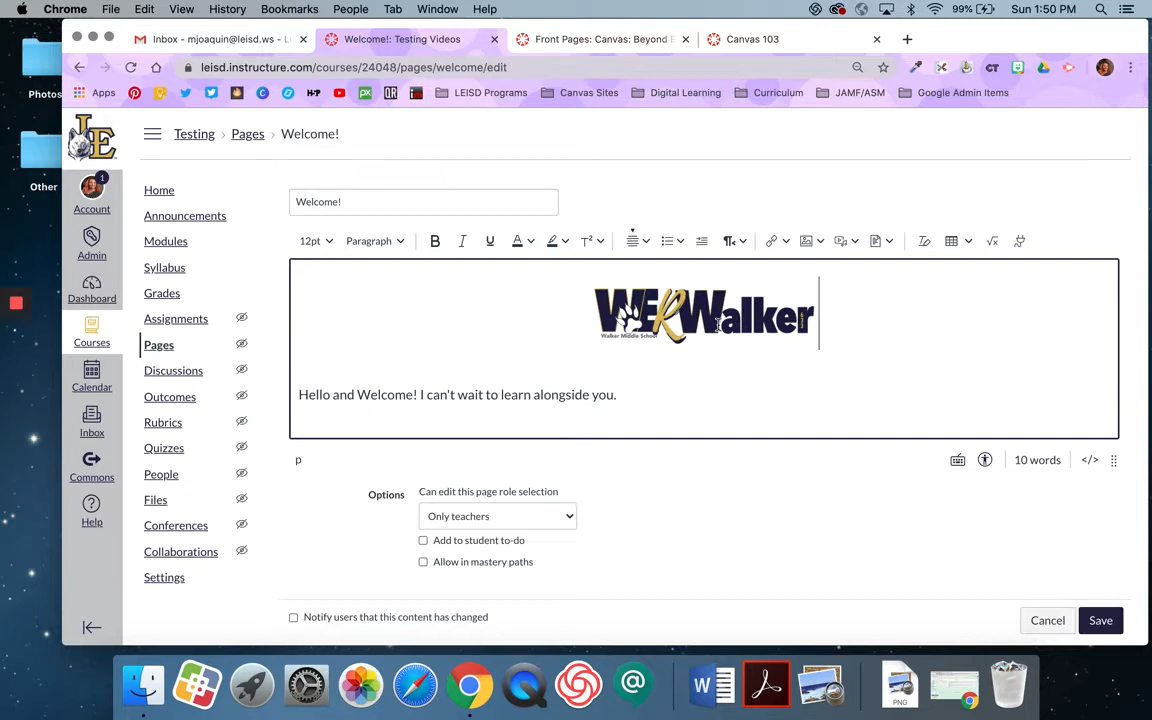 Chrome File Edit View History Bookmarks People Tab Window Help 99% Sun 1:50 PM
Photos
Other
Inbox - mjoaquin@leisd.ws - L
Welcome!: Testing Videos
Front Pages: Canvas: Beyond E
Canvas 103
leisd.instructure.com/courses/24048/pages/welcome/edit
Apps LEISD Programs Canvas Sites Digital Learning Curriculum JAMF/ASM Google Admin Items
LE
Testing › Pages › Welcome!
1
Account
Admin
Dashboard
Courses
Calendar
Inbox
Commons
Help
Home
Announcements
Modules
Syllabus
Grades
Assignments
Pages
Discussions
Outcomes
Rubrics
Quizzes
People
Files
Conferences
Collaborations
Settings
Welcome!
12pt Paragraph B I U A T²
WERWalker
Walker Middle School
Hello and Welcome! I can't wait to learn alongside you.
p
10 words </>
Options
Can edit this page role selection
Only teachers
Add to student to-do
Allow in mastery paths
Notify users that this content has changed
Cancel Save
PNG